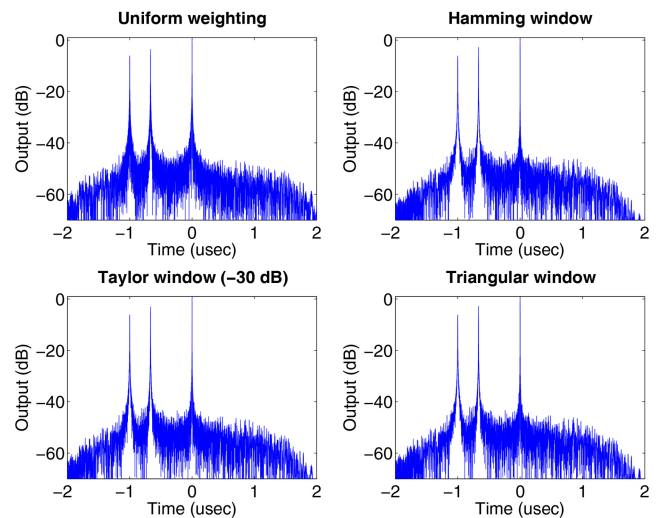 Uniform weighting
0
−20
−40
−60
Output (dB)
−2 −1 0 1 2
Time (usec)
Hamming window
0
−20
−40
−60
Output (dB)
−2 −1 0 1 2
Time (usec)
Taylor window (−30 dB)
0
−20
−40
−60
Output (dB)
−2 −1 0 1 2
Time (usec)
Triangular window
0
−20
−40
−60
Output (dB)
−2 −1 0 1 2
Time (usec)